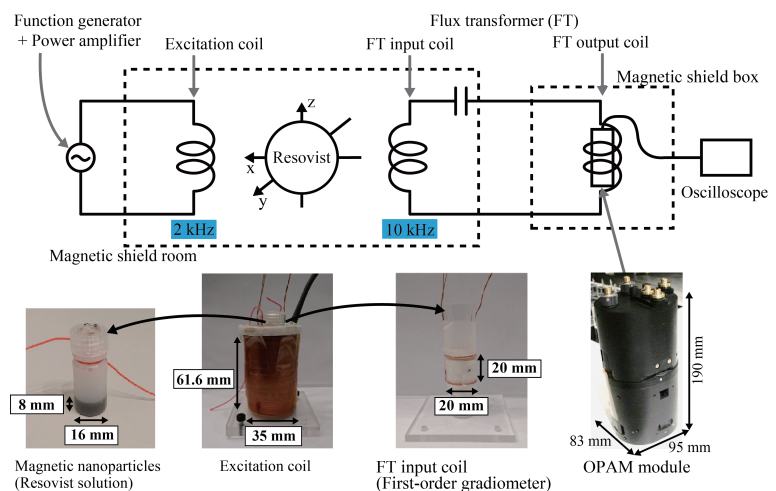 Function generator
+ Power amplifier
Excitation coil
Flux transformer (FT)
FT input coil
FT output coil
Magnetic shield box
z
Resovist
x
y
Oscilloscope
2 kHz
10 kHz
Magnetic shield room
61.6 mm
20 mm
190 mm
8 mm
20 mm
16 mm
35 mm
83 mm
95 mm
Magnetic nanoparticles
(Resovist solution)
Excitation coil
FT input coil
(First-order gradiometer)
OPAM module